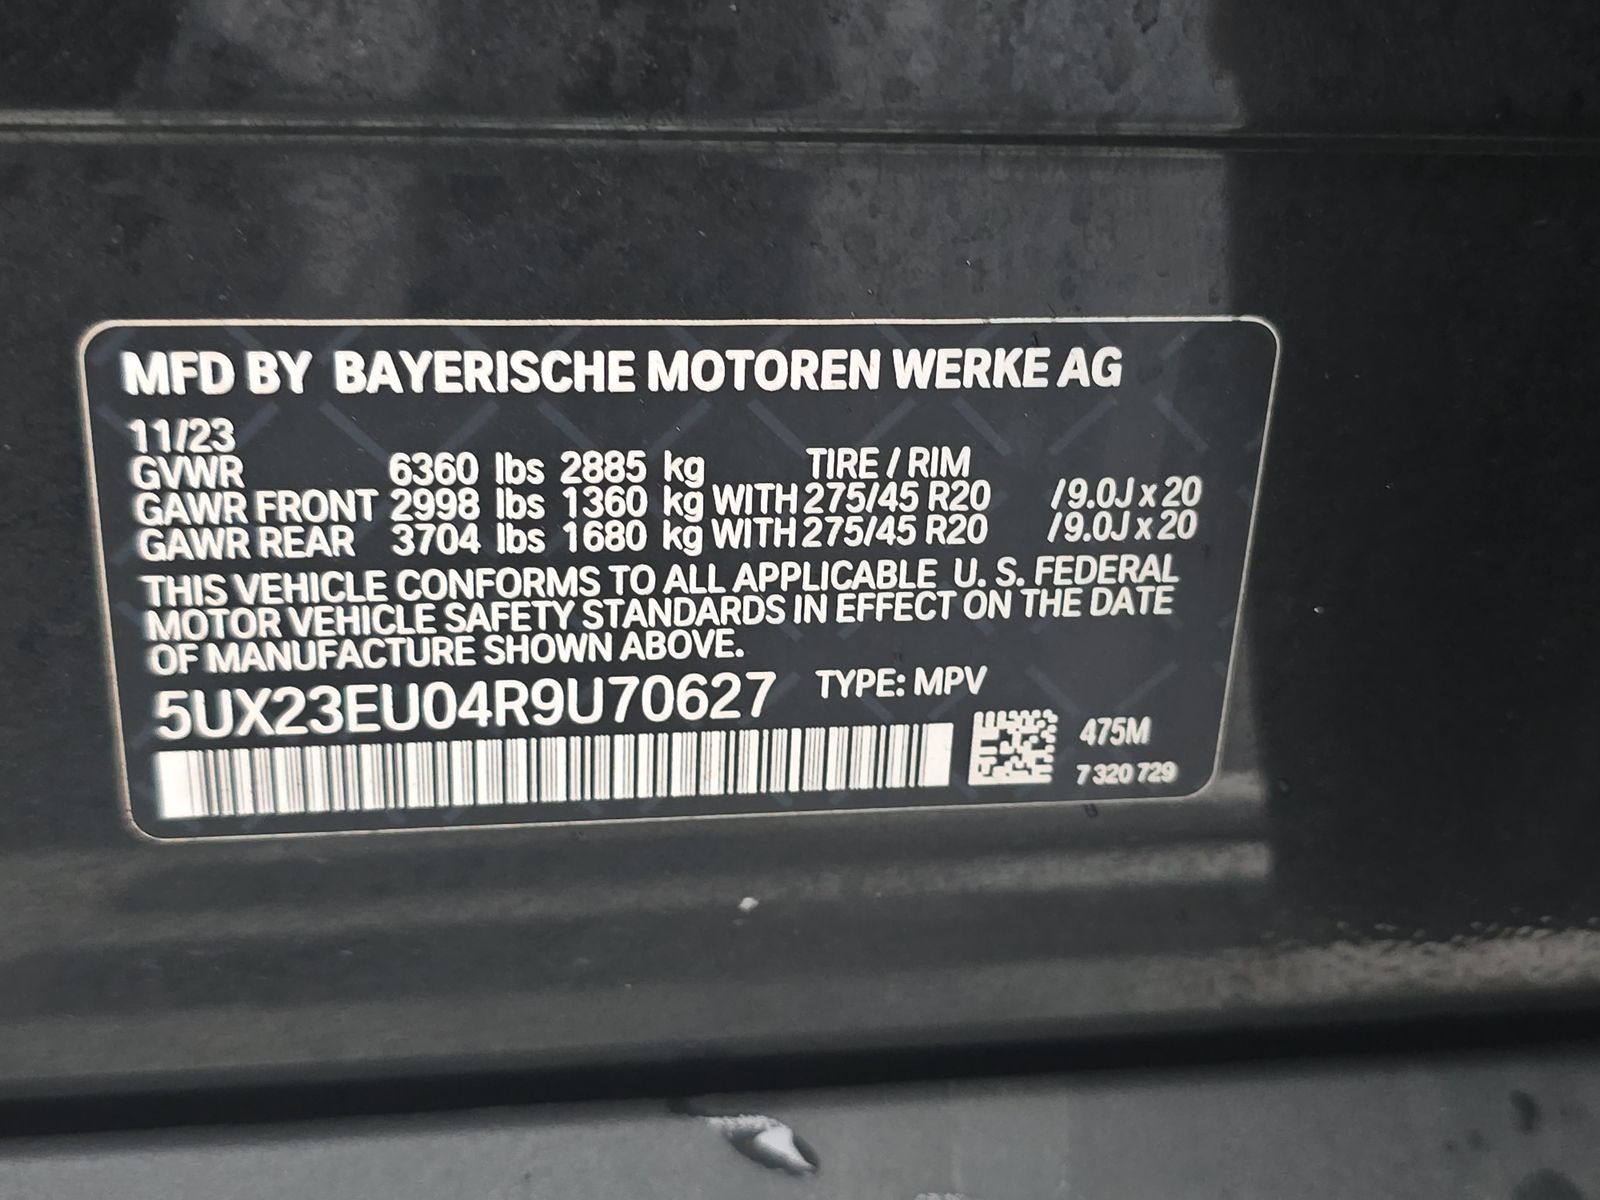 MFD BY BAYERISCHE MOTOREN WERKE AG
11/23
GVWR 6360 lbs 2885 kg TIRE / RIM
GAWR FRONT 2998 lbs 1360 kg WITH 275/45 R20 /9.0J x 20
GAWR REAR 3704 lbs 1680 kg WITH 275/45 R20 /9.0J x 20
THIS VEHICLE CONFORMS TO ALL APPLICABLE U. S. FEDERAL
MOTOR VEHICLE SAFETY STANDARDS IN EFFECT ON THE DATE
OF MANUFACTURE SHOWN ABOVE.
5UX23EU04R9U70627 TYPE: MPV
475M
7 320 729